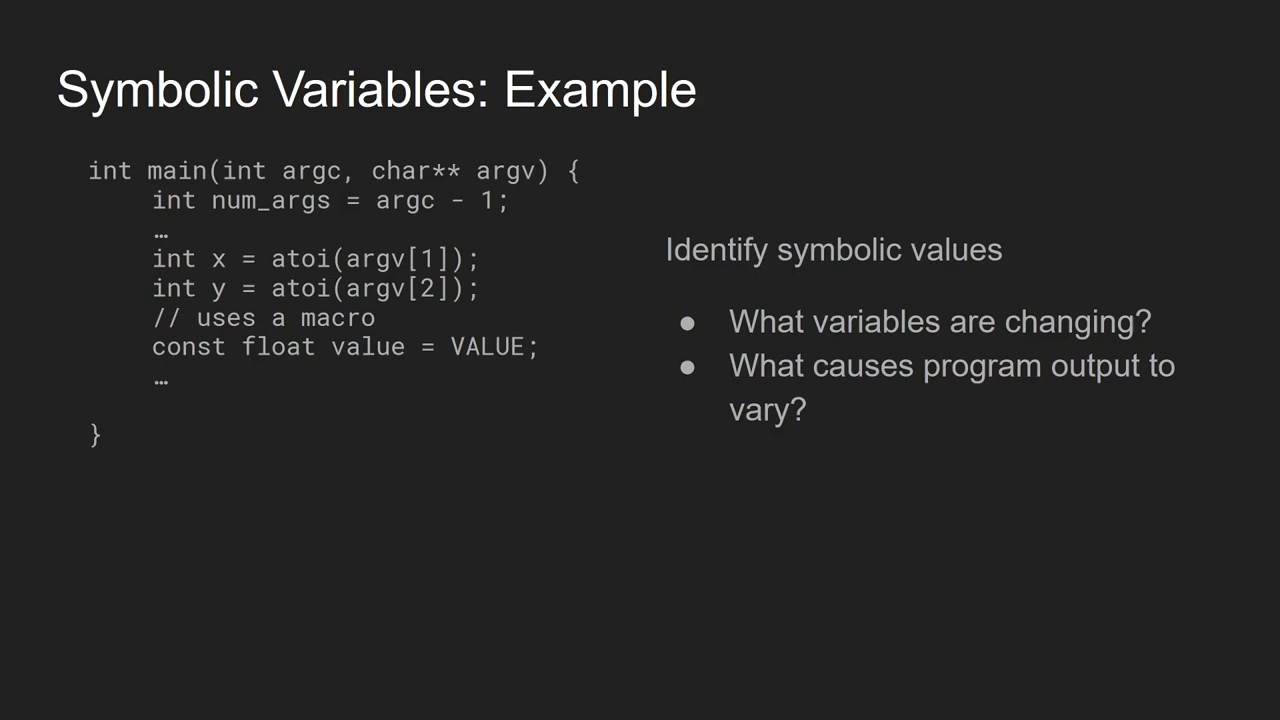 Symbolic Variables: Example
int main(int argc, char** argv) {
int num_args = argc - 1;
…
int x = atoi(argv[1]);
int y = atoi(argv[2]);
// uses a macro
const float value = VALUE;
…
}
Identify symbolic values
● What variables are changing?
● What causes program output to
vary?